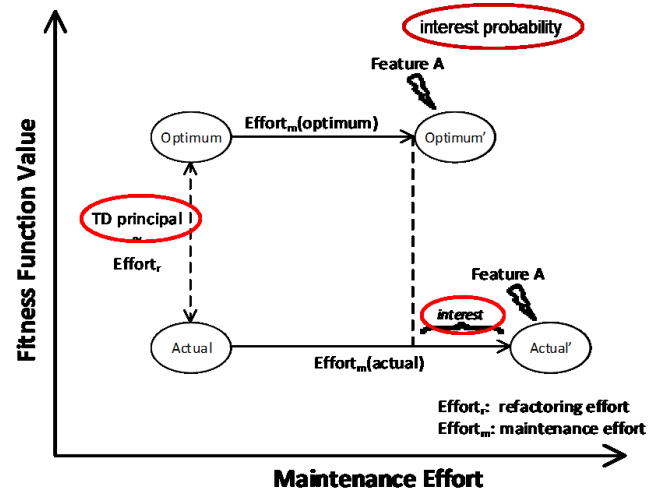 interest probability
Feature A
Optimum
Effortm(optimum)
Optimum’
TD principal
≈
Effortr
Feature A
interest
Actual
Effortm(actual)
Actual’
Effortr: refactoring effort
Effortm: maintenance effort
Fitness Function Value
Maintenance Effort